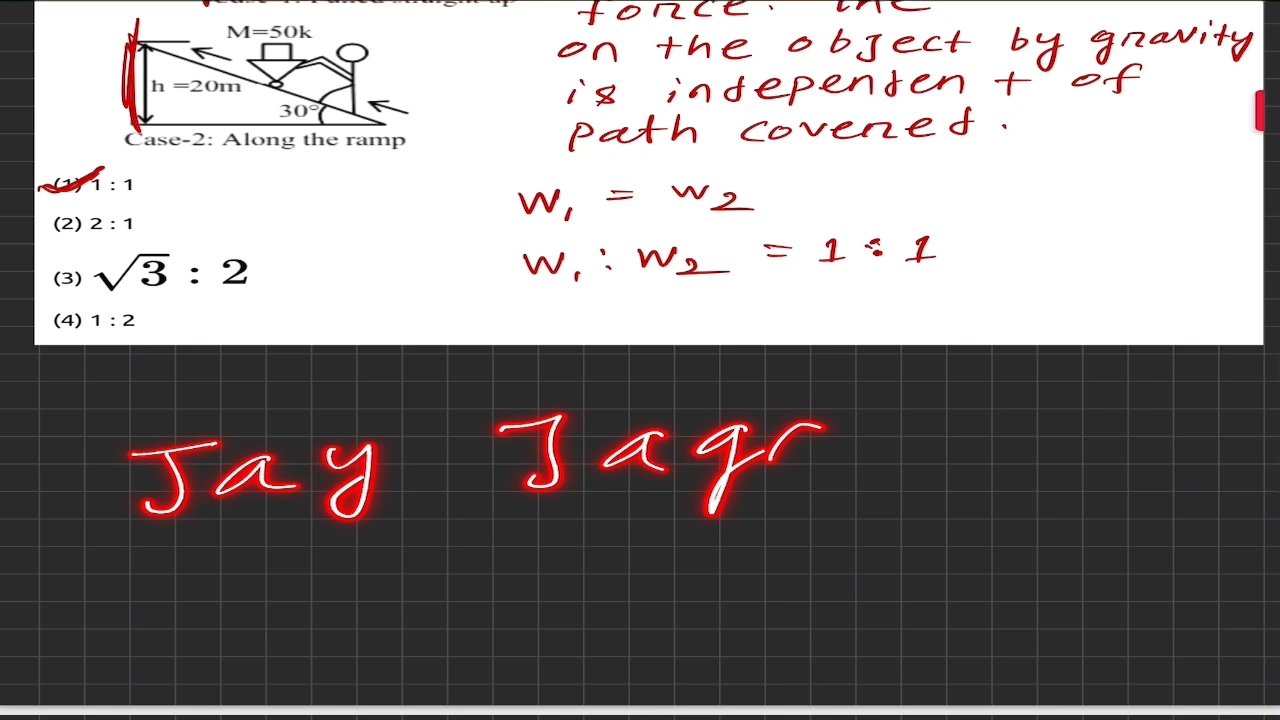 force. The
on the object by gravity
is independent of
path covered.
M=50k
h =20m
30°
Case-2: Along the ramp
(1) 1 : 1
(2) 2 : 1
(3) √3 : 2
(4) 1 : 2
W₁ = W₂
W₁ : W₂ = 1 : 1
Jay Jagr